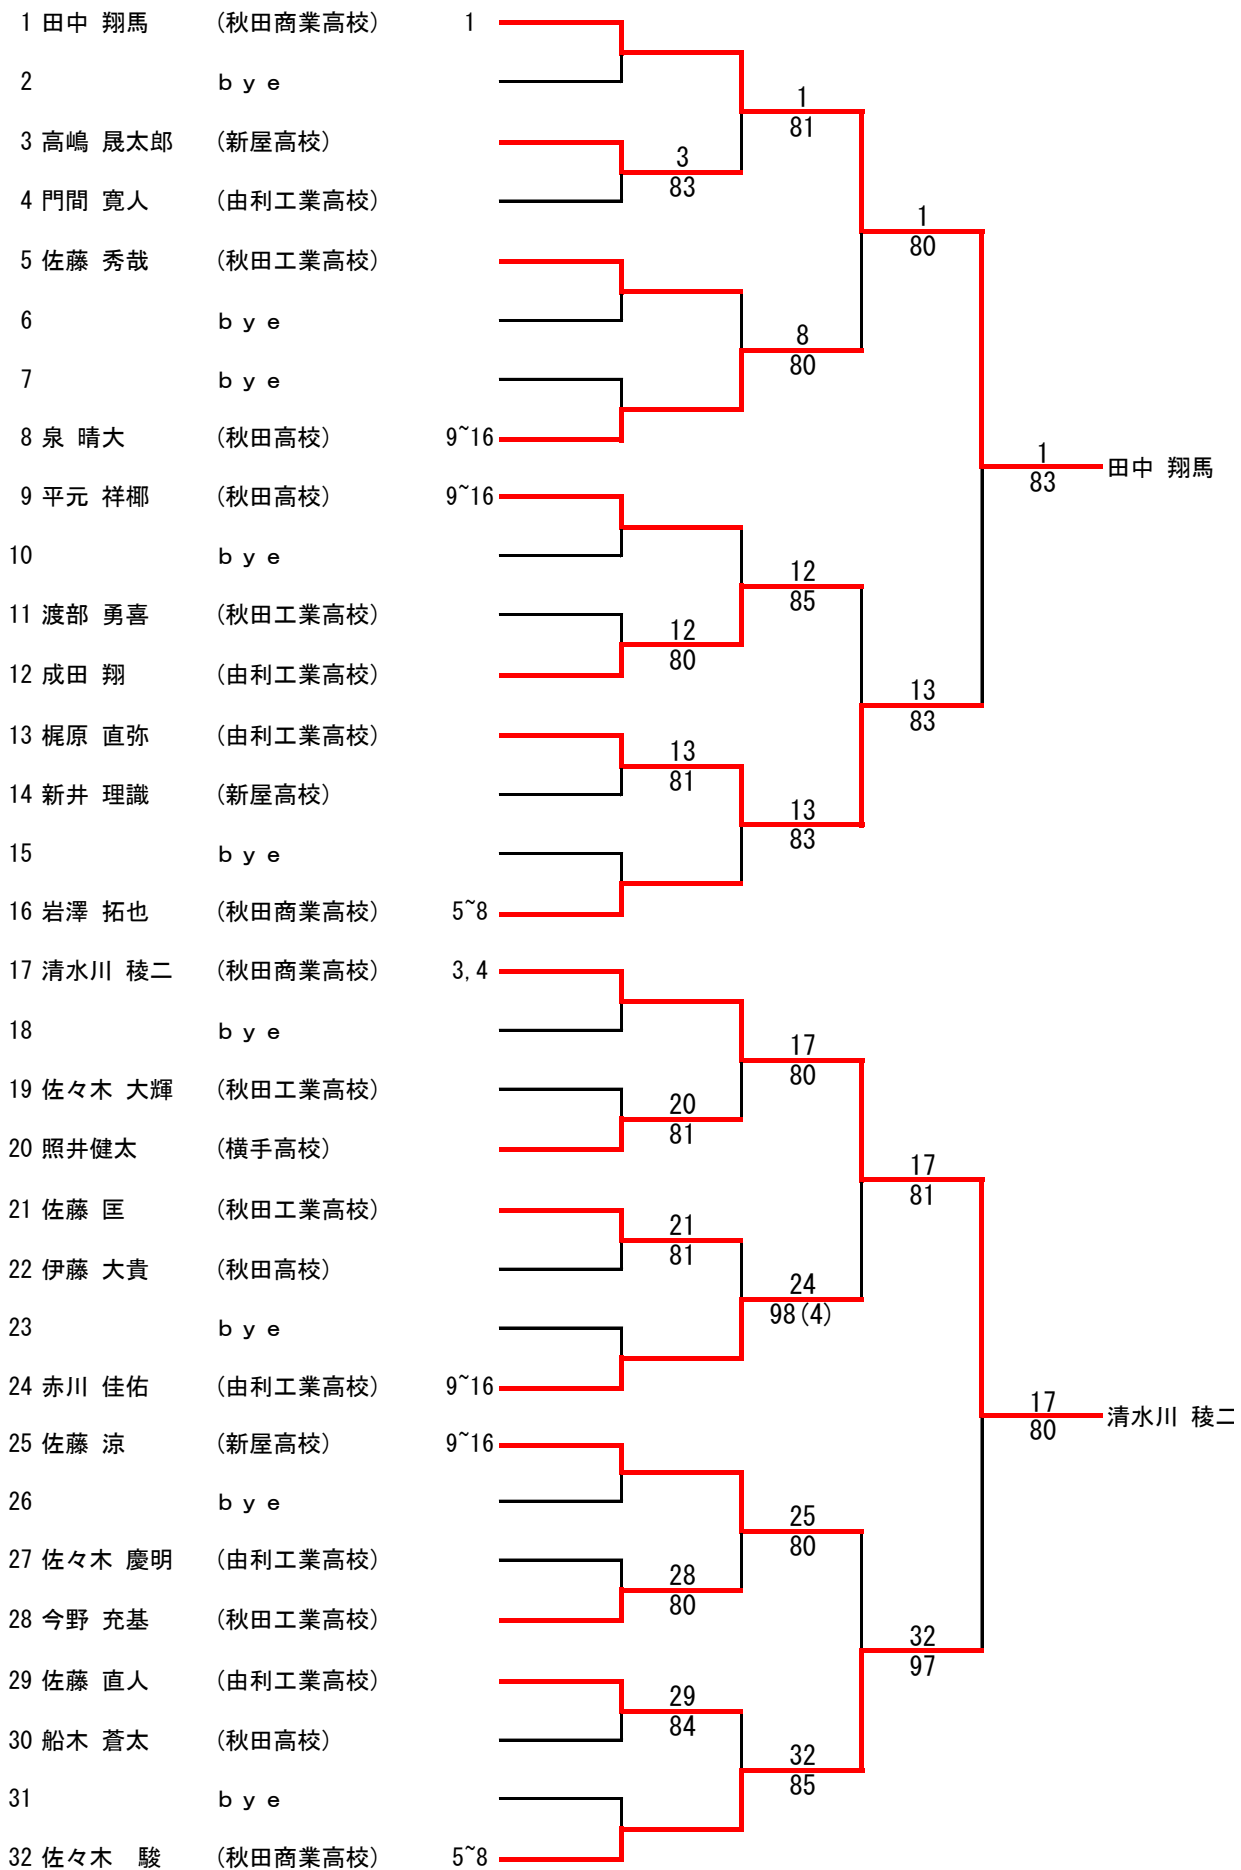 1 田中 翔馬 (秋田商業高校) 1
2 ｂｙｅ
1
81
3 高嶋 晟太郎 (新屋高校)
3
83
4 門間 寛人 (由利工業高校)
1
80
5 佐藤 秀哉 (秋田工業高校)
6 ｂｙｅ
8
80
7 ｂｙｅ
8 泉 晴大 (秋田高校) 9~16
1
83
田中 翔馬
9 平元 祥椰 (秋田高校) 9~16
10 ｂｙｅ
12
85
11 渡部 勇喜 (秋田工業高校)
12
80
12 成田 翔 (由利工業高校)
13
83
13 梶原 直弥 (由利工業高校)
13
81
14 新井 理識 (新屋高校)
13
83
15 ｂｙｅ
16 岩澤 拓也 (秋田商業高校) 5~8
17 清水川 稜二 (秋田商業高校) 3,4
18 ｂｙｅ
17
80
19 佐々木 大輝 (秋田工業高校)
20
81
20 照井健太 (横手高校)
17
81
21 佐藤 匡 (秋田工業高校)
21
81
22 伊藤 大貴 (秋田高校)
24
98(4)
23 ｂｙｅ
24 赤川 佳佑 (由利工業高校) 9~16
17
80
清水川 稜二
25 佐藤 涼 (新屋高校) 9~16
26 ｂｙｅ
25
80
27 佐々木 慶明 (由利工業高校)
28
80
28 今野 充基 (秋田工業高校)
32
97
29 佐藤 直人 (由利工業高校)
29
84
30 船木 蒼太 (秋田高校)
32
85
31 ｂｙｅ
32 佐々木　駿 (秋田商業高校) 5~8